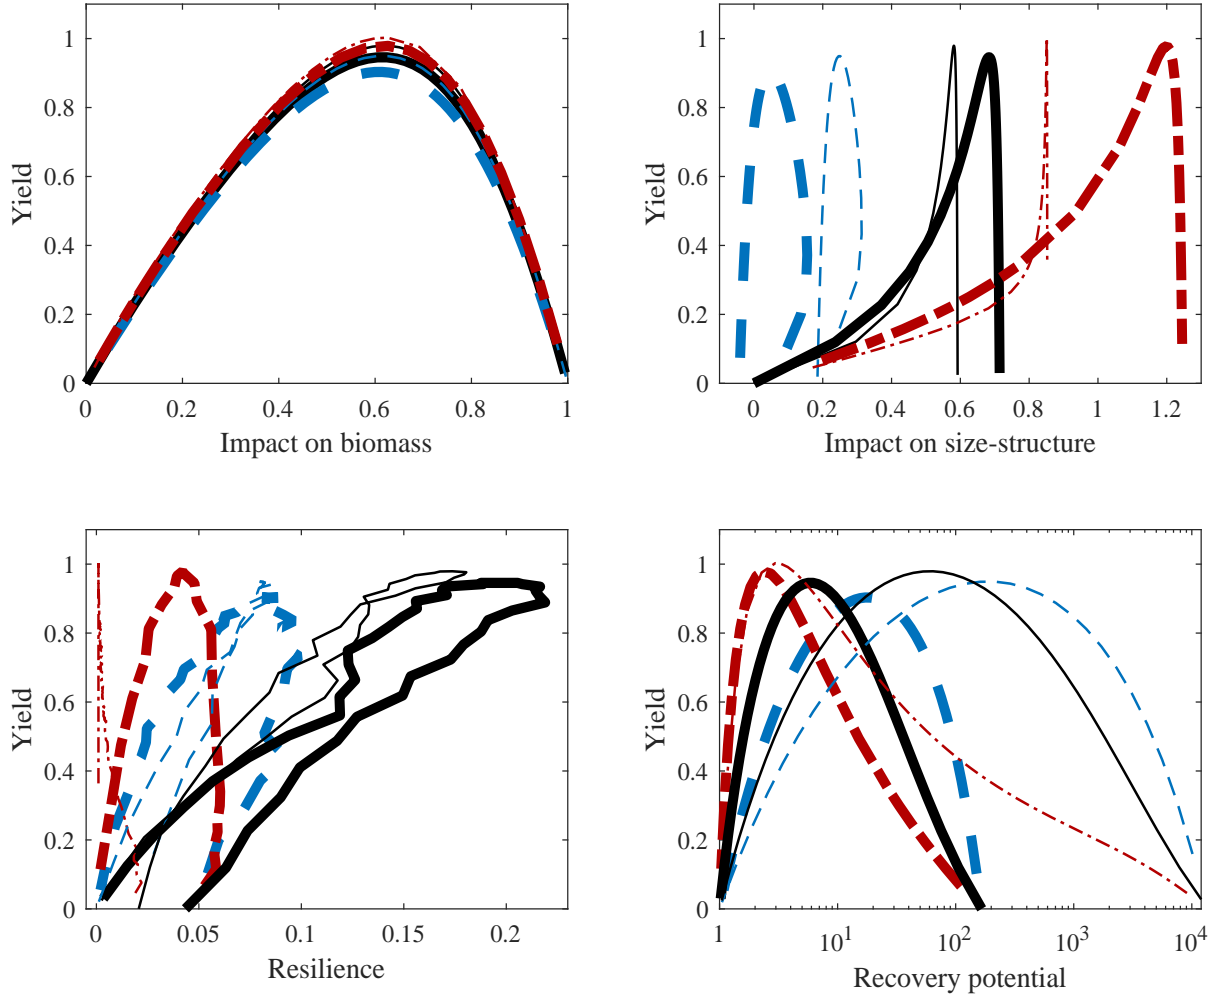 1
0.8
0.6
0.4
0.2
0
Yield
0 0.2 0.4 0.6 0.8 1
Impact on biomass
1
0.8
0.6
0.4
0.2
0
Yield
0 0.2 0.4 0.6 0.8 1 1.2
Impact on size-structure
1
0.8
0.6
0.4
0.2
0
Yield
0 0.05 0.1 0.15 0.2
Resilience
1
0.8
0.6
0.4
0.2
0
Yield
1 10¹ 10² 10³ 10⁴
Recovery potential